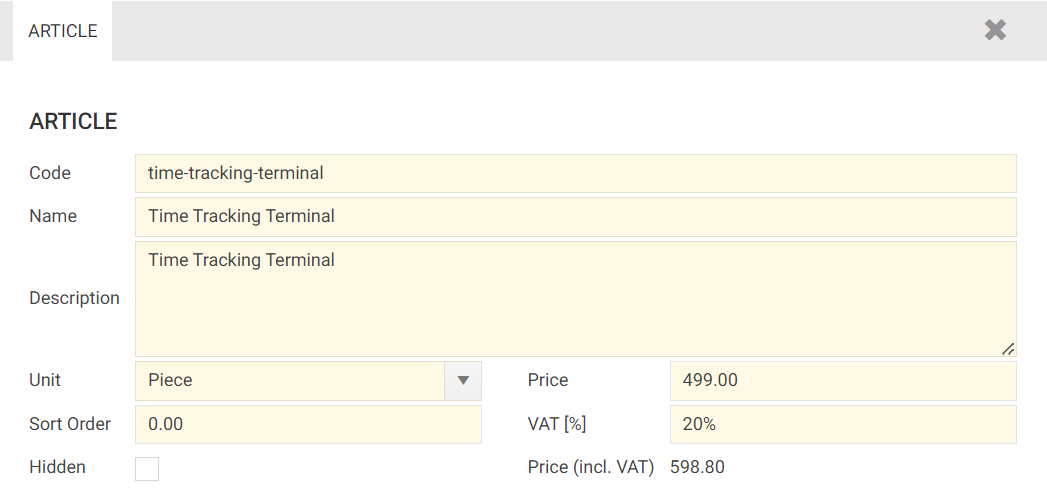 ARTICLE
ARTICLE
Code time-tracking-terminal
Name Time Tracking Terminal
Description Time Tracking Terminal
Unit Piece Price 499.00
Sort Order 0.00 VAT [%] 20%
Hidden Price (incl. VAT) 598.80